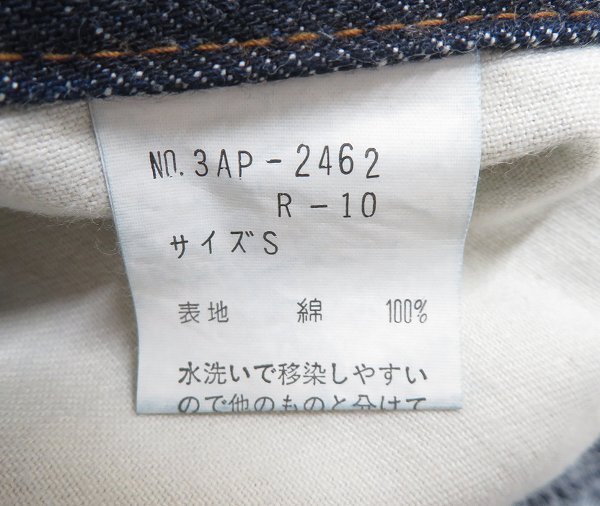 NO.3AP-2462
R-10
サイズS
表地 綿 100%
水洗いで移染しやすい
ので他のものと分けて